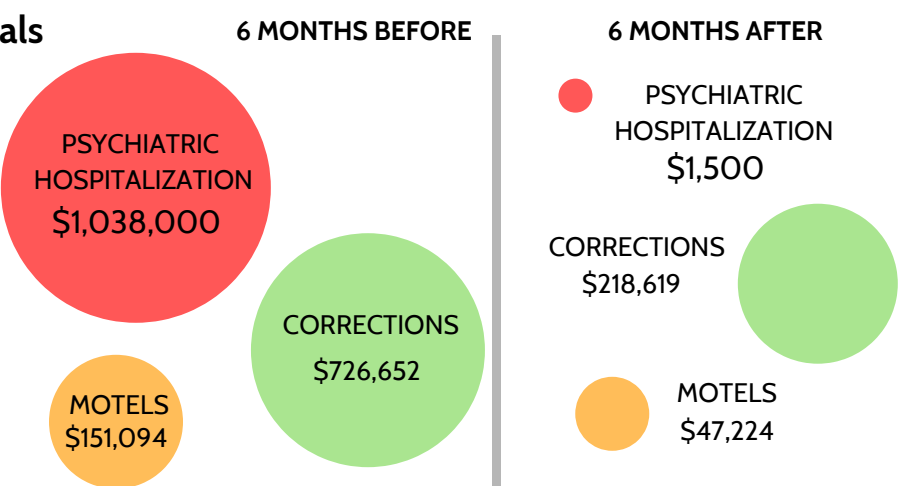 als
6 MONTHS BEFORE
PSYCHIATRIC
HOSPITALIZATION
$1,038,000
CORRECTIONS
$726,652
MOTELS
$151,094
6 MONTHS AFTER
PSYCHIATRIC
HOSPITALIZATION
$1,500
CORRECTIONS
$218,619
MOTELS
$47,224